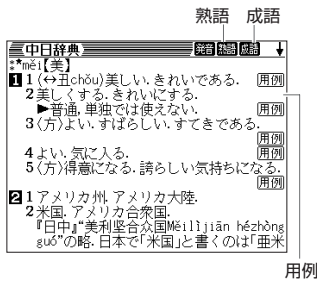 熟語 成語
中日辞典 発音 熟語 成語
⁑*měi【美】
1 1〈↔丑chǒu〉美しい.きれいである. 用例
2 美しくする.きれいにする.
▶普通,単独では使えない. 用例
3〈方〉よい.すばらしい.すてきである.
用例
4 よい.気に入る. 用例
5〈方〉得意になる.誇らしい気持ちになる.
用例
2 1 アメリカ州.アメリカ大陸.
2 米国.アメリカ合衆国.
『日中』“美利坚合众国Měilìjiān hézhòng
guó”の略.日本で「米国」と書くのは「亜米
用例